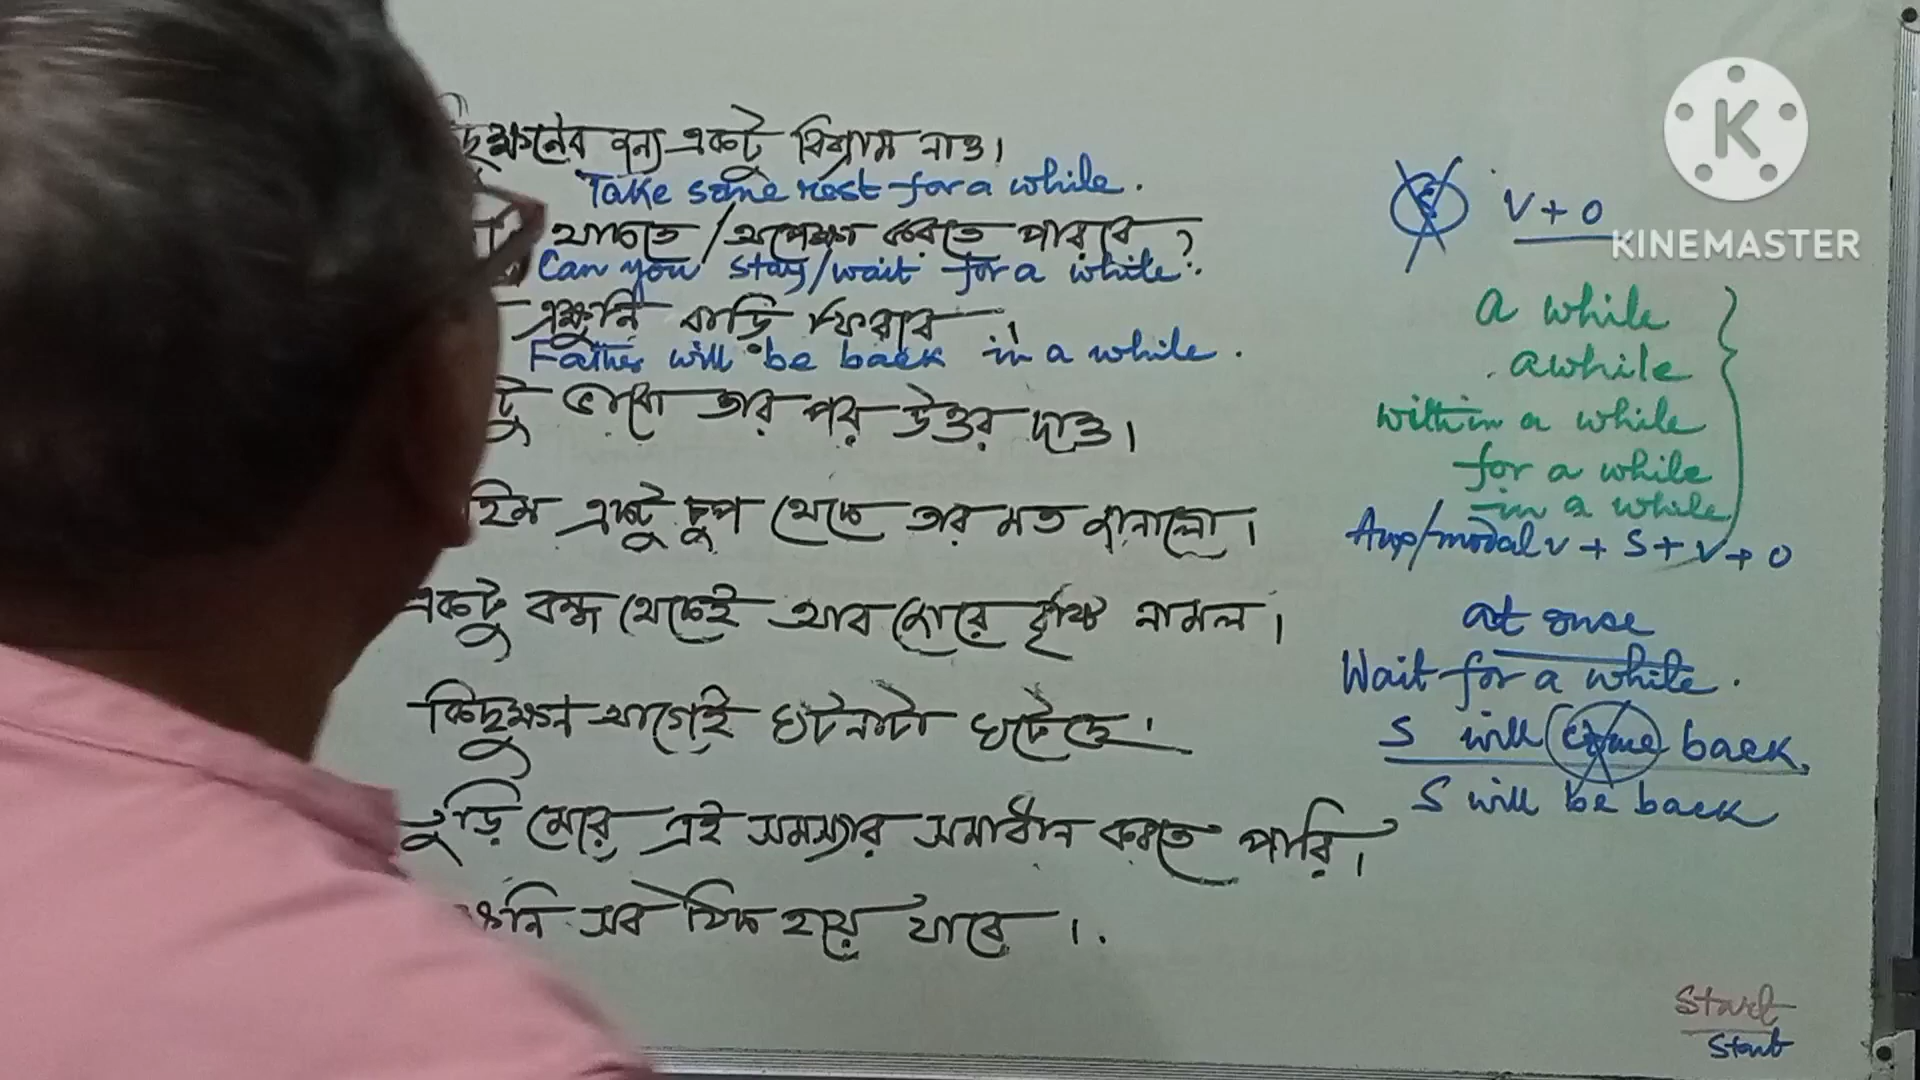 একটু বিশ্রাম নাও।
Take some rest for a while.
থাকতে / অপেক্ষা করতে পারবে ?
Can you stay/wait for a while?
এক্ষুনি বাড়ি ফিরবে ।
Father will be back in a while.
ভাবো তার পর উত্তর দাও।
একটু চুপ থেকে তার মত জানালো।
একটু বন্ধ থেকেই আবার জোরে বৃষ্টি নামল।
কিছুক্ষণ আগেই ঘটনাটা ঘটেছে।
মেরে এই সমস্যার সমাধান করতে পারি।
সব ঠিক হয়ে যাবে ।
S V + O
KINEMASTER
a while
awhile
within a while
for a while
in a while
modal v + S + V + O
at once
Wait for a while.
S will come back.
S will be back
Start
Start